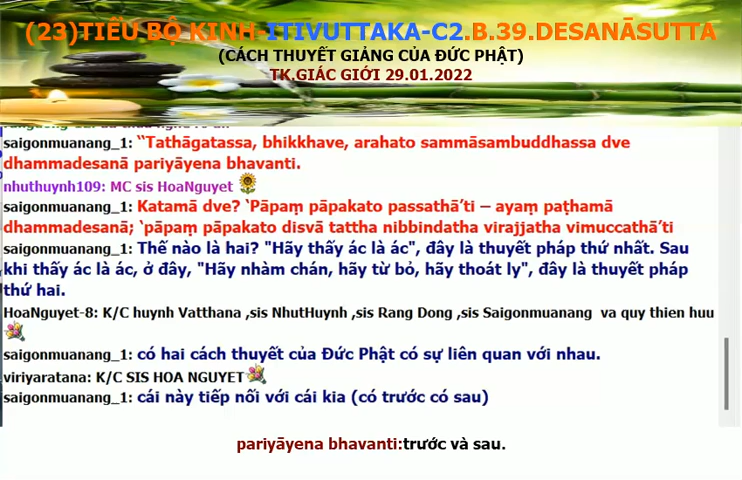 (23)TIỂU BỘ KINH-ITIVUTTAKA-C2.B.39.DESANĀSUTTA
(CÁCH THUYẾT GIẢNG CỦA ĐỨC PHẬT)
TK.GIÁC GIỚI 29.01.2022
saigonmuanang_1: ‘‘Tathāgatassa, bhikkhave, arahato sammāsambuddhassa dve
dhammadesanā pariyāyena bhavanti.
nhuthuynh109: MC sis HoaNguyet
saigonmuanang_1: Katamā dve? ‘Pāpaṃ pāpakato passathā’ti – ayaṃ paṭhamā
dhammadesanā; ‘pāpaṃ pāpakato disvā tattha nibbindatha virajjatha vimuccathā’ti
saigonmuanang_1: Thế nào là hai? "Hãy thấy ác là ác", đây là thuyết pháp thứ nhất. Sau
khi thấy ác là ác, ở đây, "Hãy nhàm chán, hãy từ bỏ, hãy thoát ly", đây là thuyết pháp
thứ hai.
HoaNguyet-8: K/C huynh Vatthana ,sis NhutHuynh ,sis Rang Dong ,sis Saigonmuanang va quy thien huu
saigonmuanang_1: có hai cách thuyết của Đức Phật có sự liên quan với nhau.
viriyaratana: K/C SIS HOA NGUYET
saigonmuanang_1: cái này tiếp nối với cái kia (có trước có sau)
pariyāyena bhavanti:trước và sau.